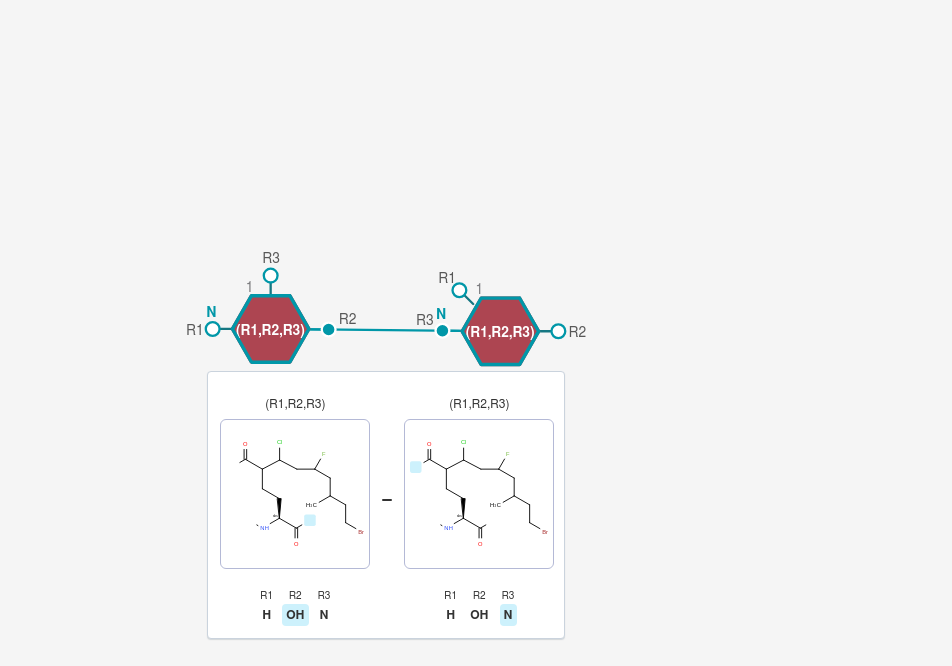 R3
R1
1
1
N
N
R2
R3
R1
(R1,R2,R3)
(R1,R2,R3)
R2
(R1,R2,R3)
(R1,R2,R3)
O
Cl
F
H₃C
NH
O
Br
O
Cl
F
H₃C
NH
O
Br
R1 R2 R3
H OH N
R1 R2 R3
H OH N